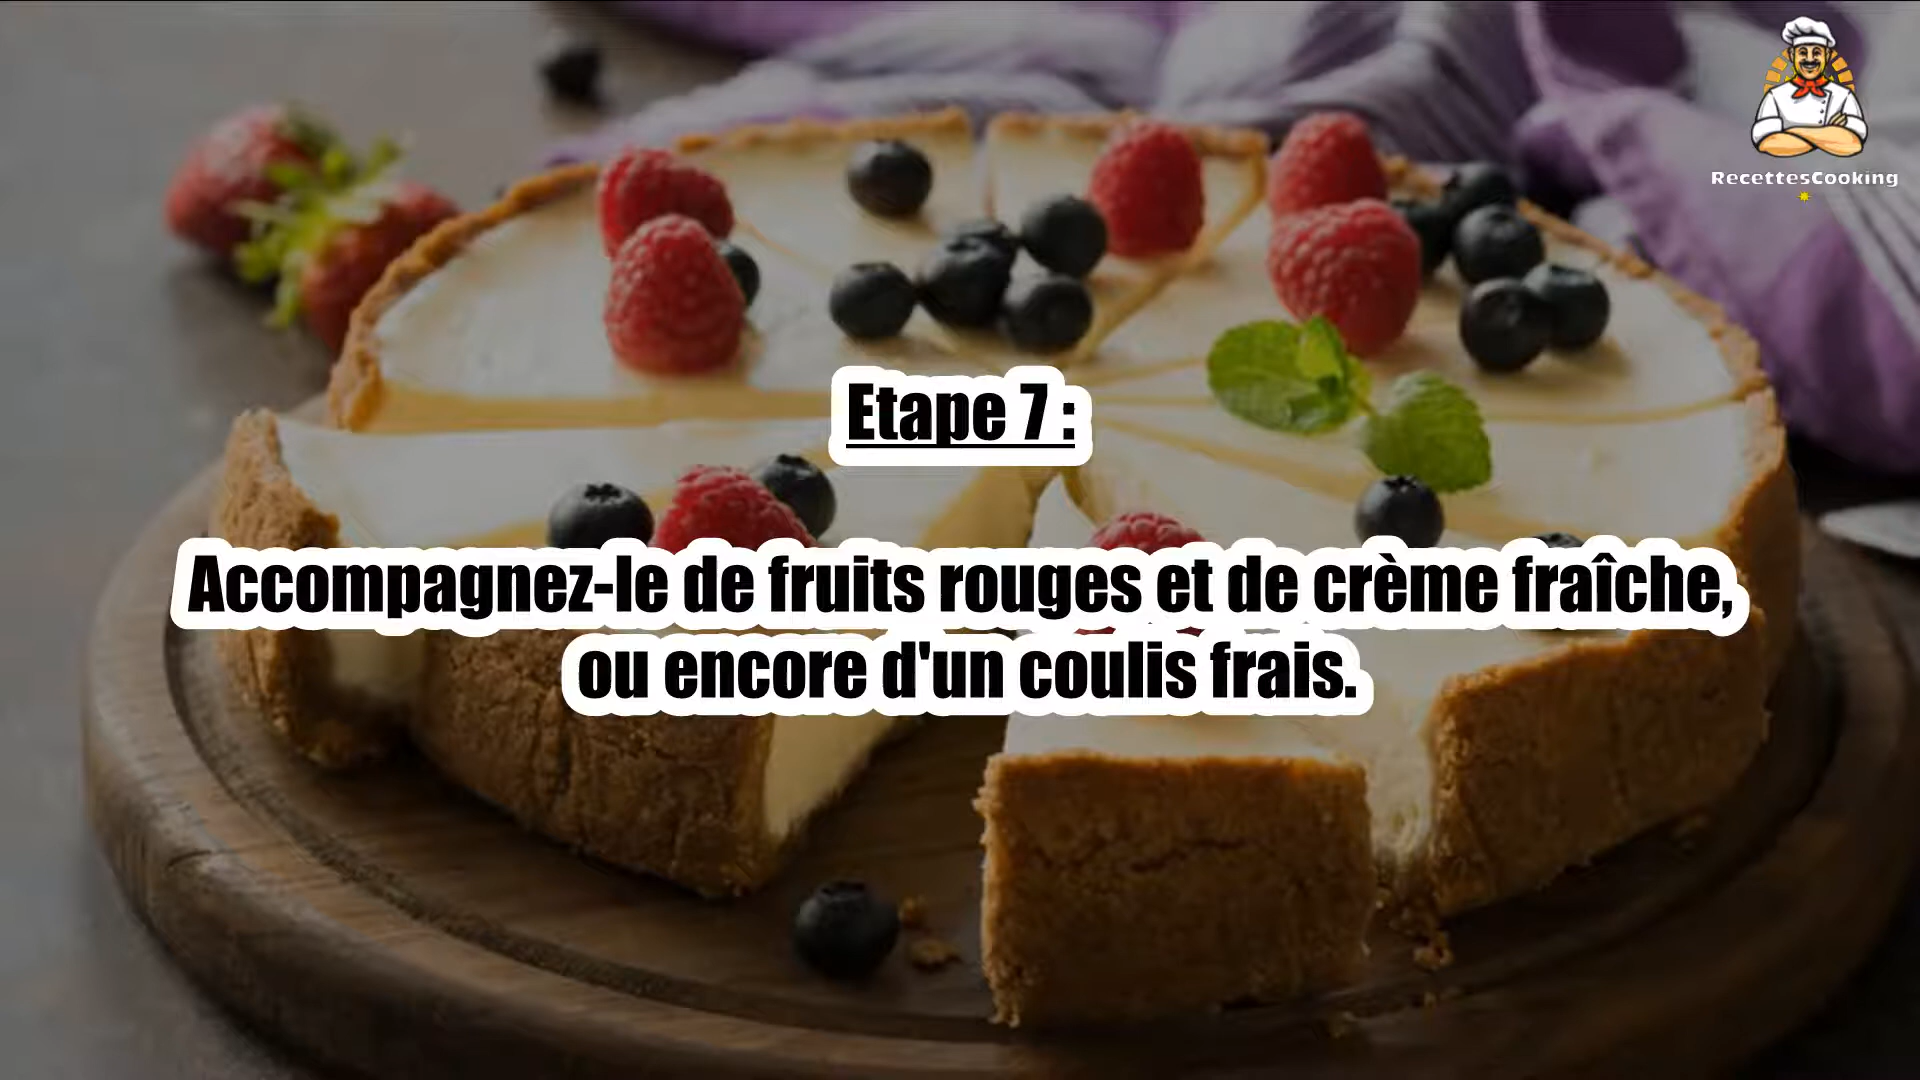 RecettesCooking
Etape 7 :
Accompagnez-le de fruits rouges et de crème fraîche,
ou encore d'un coulis frais.